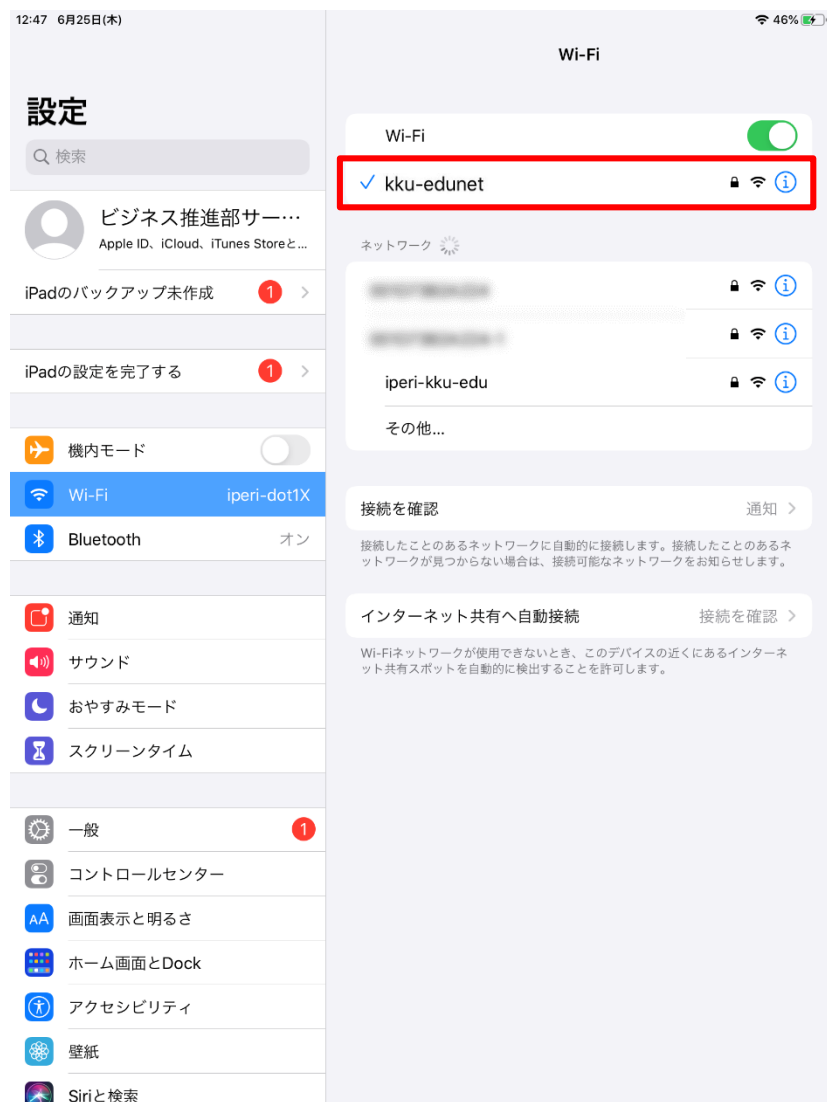 12:47 6月25日(木)
46%
設定
検索
ビジネス推進部サー…
Apple ID、iCloud、iTunes Storeと...
iPadのバックアップ未作成 1
iPadの設定を完了する 1
機内モード
Wi-Fi iperi-dot1X
Bluetooth オン
通知
サウンド
おやすみモード
スクリーンタイム
一般 1
コントロールセンター
AA 画面表示と明るさ
ホーム画面とDock
アクセシビリティ
壁紙
Siriと検索
Wi-Fi
Wi-Fi
kku-edunet
ネットワーク
iperi-kku-edu
その他...
接続を確認 通知
接続したことのあるネットワークに自動的に接続します。接続したことのあるネ
ットワークが見つからない場合は、接続可能なネットワークをお知らせします。
インターネット共有へ自動接続 接続を確認
Wi-Fiネットワークが使用できないとき、このデバイスの近くにあるインターネ
ット共有スポットを自動的に検出することを許可します。